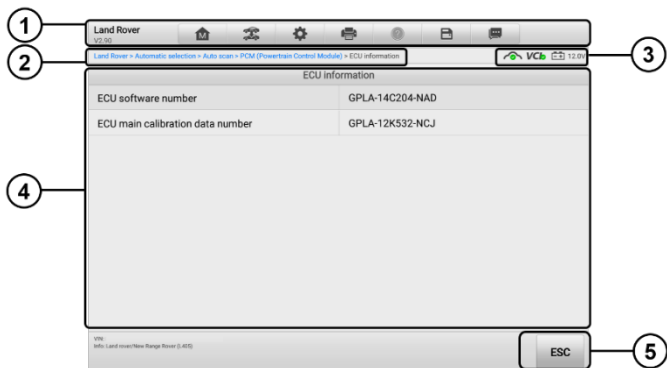 1
Land Rover
V2.90
M
2
Land Rover > Automatic selection > Auto scan > PCM (Powertrain Control Module) > ECU information
VCI 12.0V
3
ECU information
ECU software number GPLA-14C204-NAD
ECU main calibration data number GPLA-12K532-NCJ
4
VIN:
Info: Land rover/New Range Rover (L405)
ESC
5